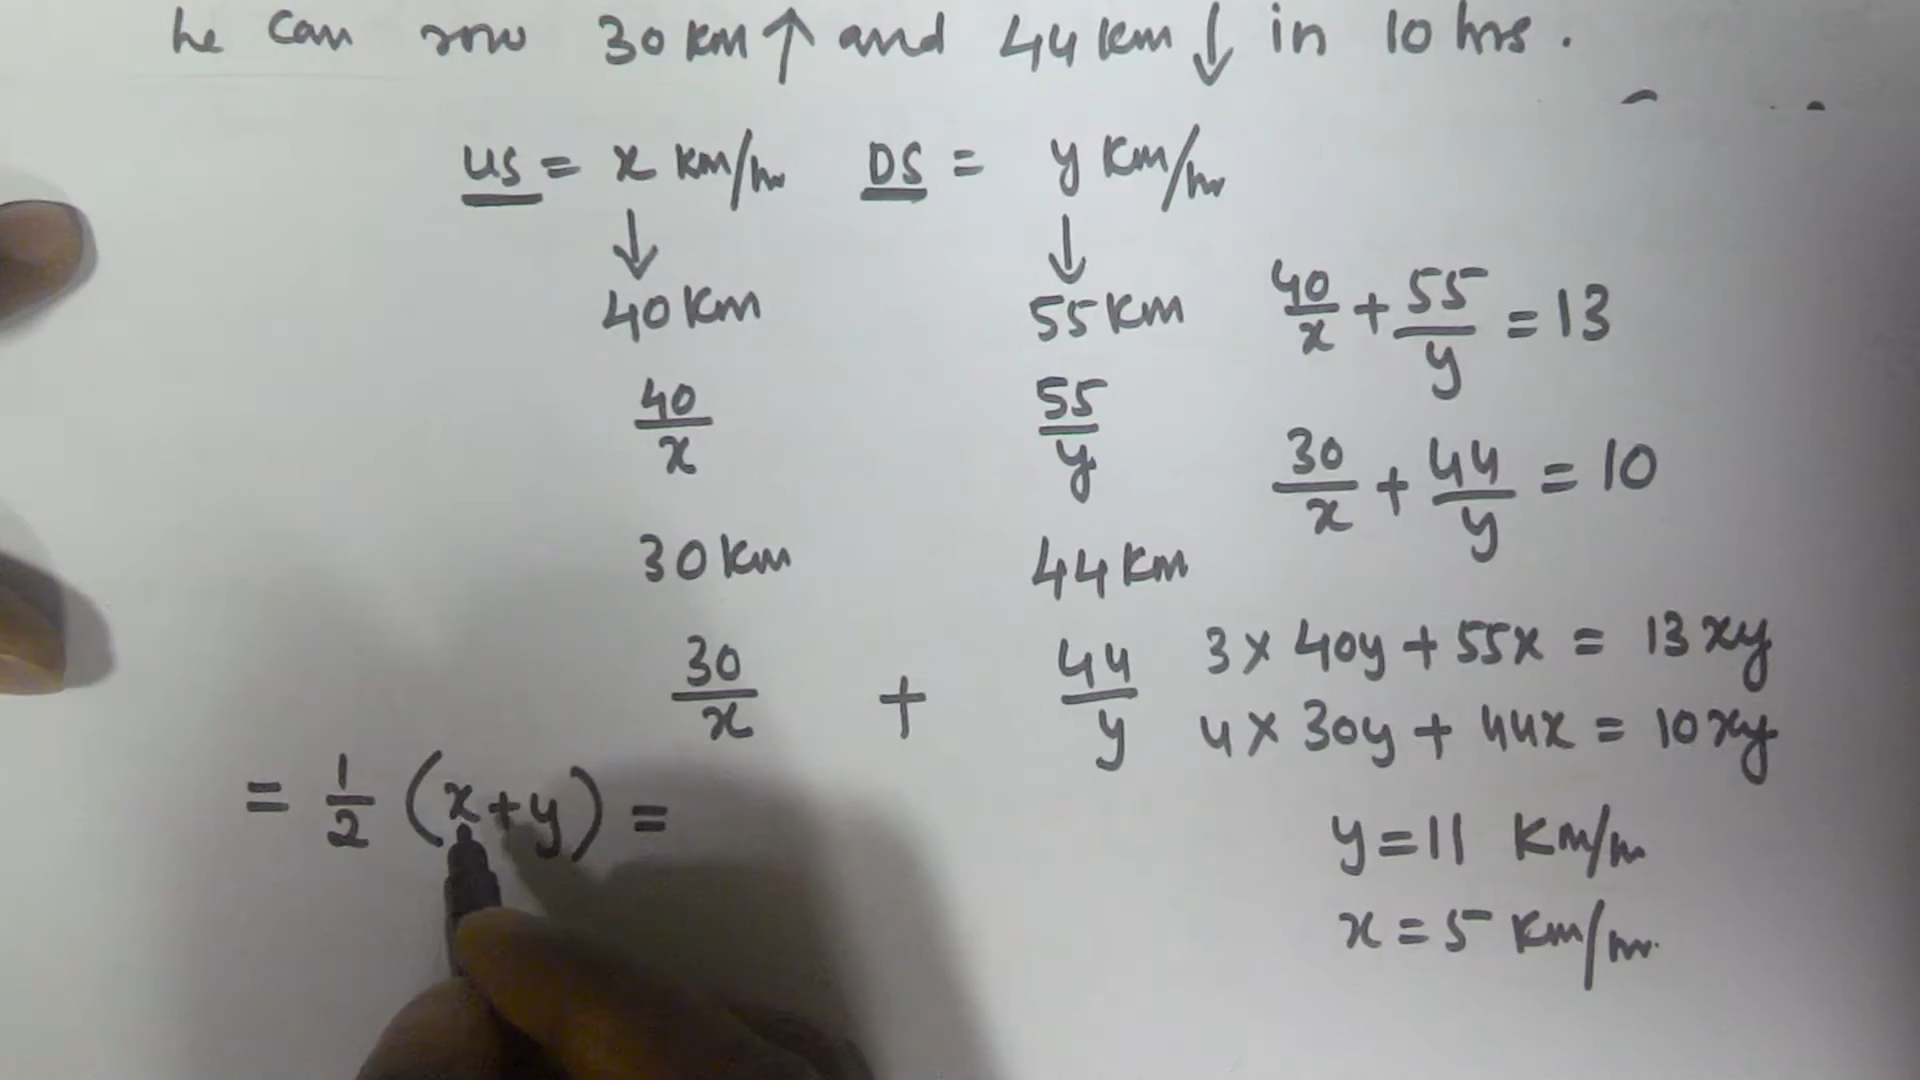 he can row 30 km ↑ and 44 km ↓ in 10 hrs.
US = x km/hr DS = y km/hr
↓ ↓
40 km 55 km
40/x 55/y
40/x + 55/y = 13
30/x + 44/y = 10
30 km 44 km
30/x + 44/y
3 × 40y + 55x = 13xy
4 × 30y + 44x = 10xy
= 1/2 (x+y) =
y = 11 km/hr
x = 5 km/hr.